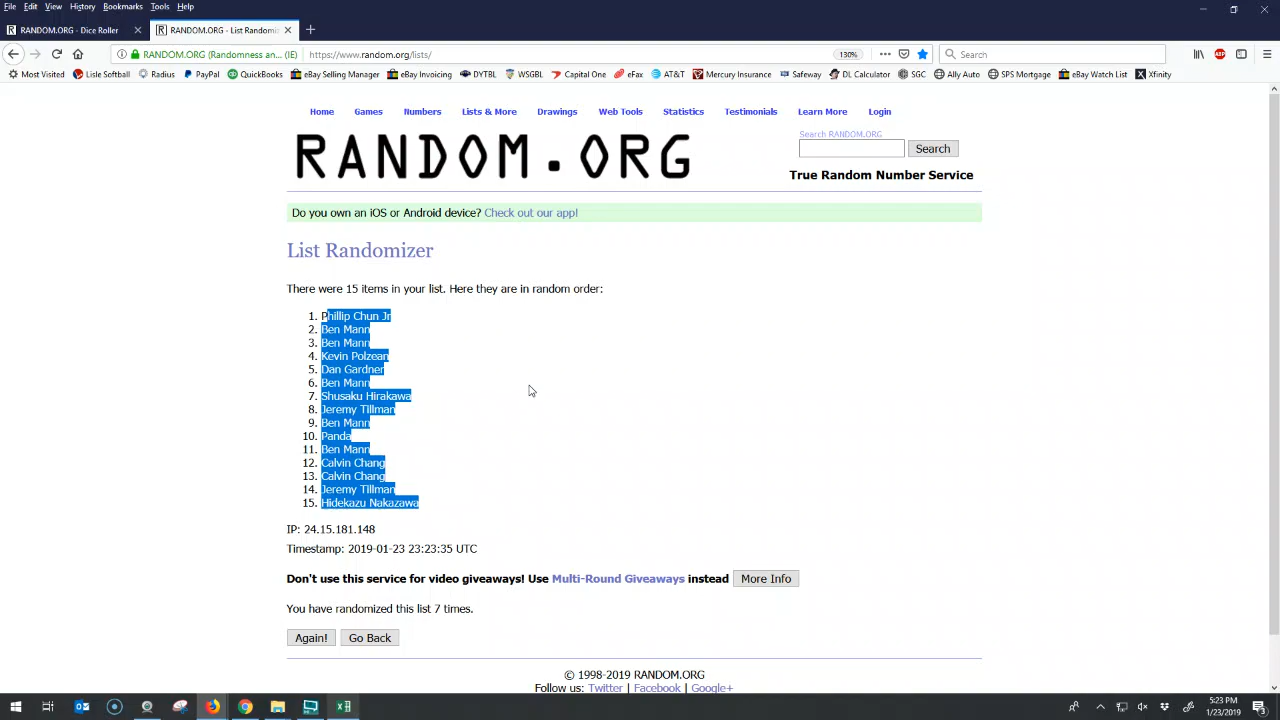 File Edit View History Bookmarks Tools Help
RANDOM.ORG - Dice Roller
RANDOM.ORG - List Randomiz
RANDOM.ORG (Randomness an (IE)
https://www.random.org/lists/
130%
Search
Most Visited Lisle Softball Radius PayPal QuickBooks eBay Selling Manager eBay Invoicing DYTBL WSGBL Capital One eFax AT&T Mercury Insurance Safeway DL Calculator SGC Ally Auto SPS Mortgage eBay Watch List Xfinity
Home Games Numbers Lists & More Drawings Web Tools Statistics Testimonials Learn More Login
RANDOM.ORG
Search RANDOM.ORG
Search
True Random Number Service
Do you own an iOS or Android device? Check out our app!
List Randomizer
There were 15 items in your list. Here they are in random order:
1. Phillip Chun Jr
2. Ben Mann
3. Ben Mann
4. Kevin Polzean
5. Dan Gardner
6. Ben Mann
7. Shusaku Hirakawa
8. Jeremy Tillman
9. Ben Mann
10. Panda
11. Ben Mann
12. Calvin Chang
13. Calvin Chang
14. Jeremy Tillman
15. Hidekazu Nakazawa
IP: 24.15.181.148
Timestamp: 2019-01-23 23:23:35 UTC
Don't use this service for video giveaways! Use Multi-Round Giveaways instead More Info
You have randomized this list 7 times.
Again! Go Back
© 1998-2019 RANDOM.ORG
Follow us: Twitter | Facebook | Google+
5:23 PM
1/23/2019